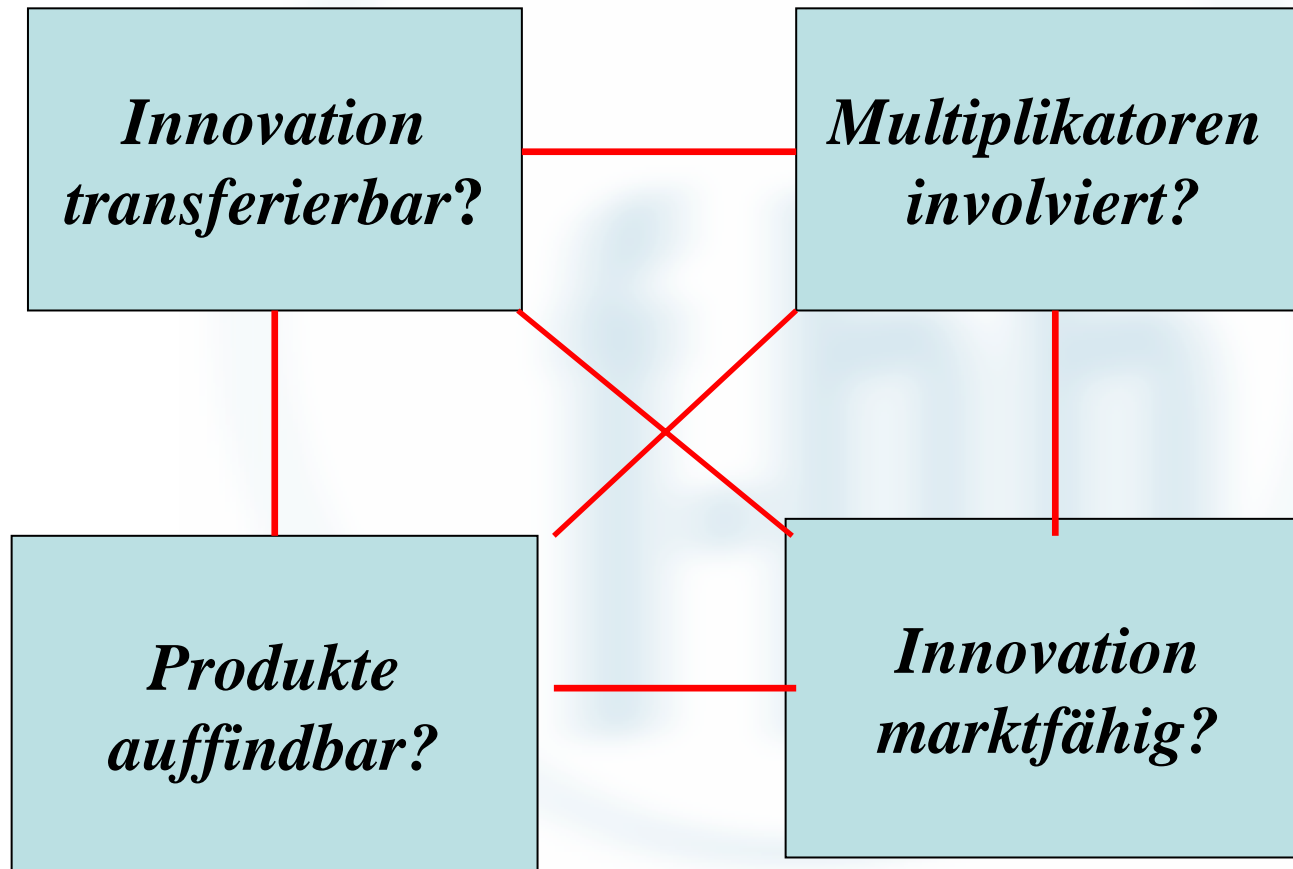 Innovation
transferierbar?
Multiplikatoren
involviert?
Produkte
auffindbar?
Innovation
marktfähig?